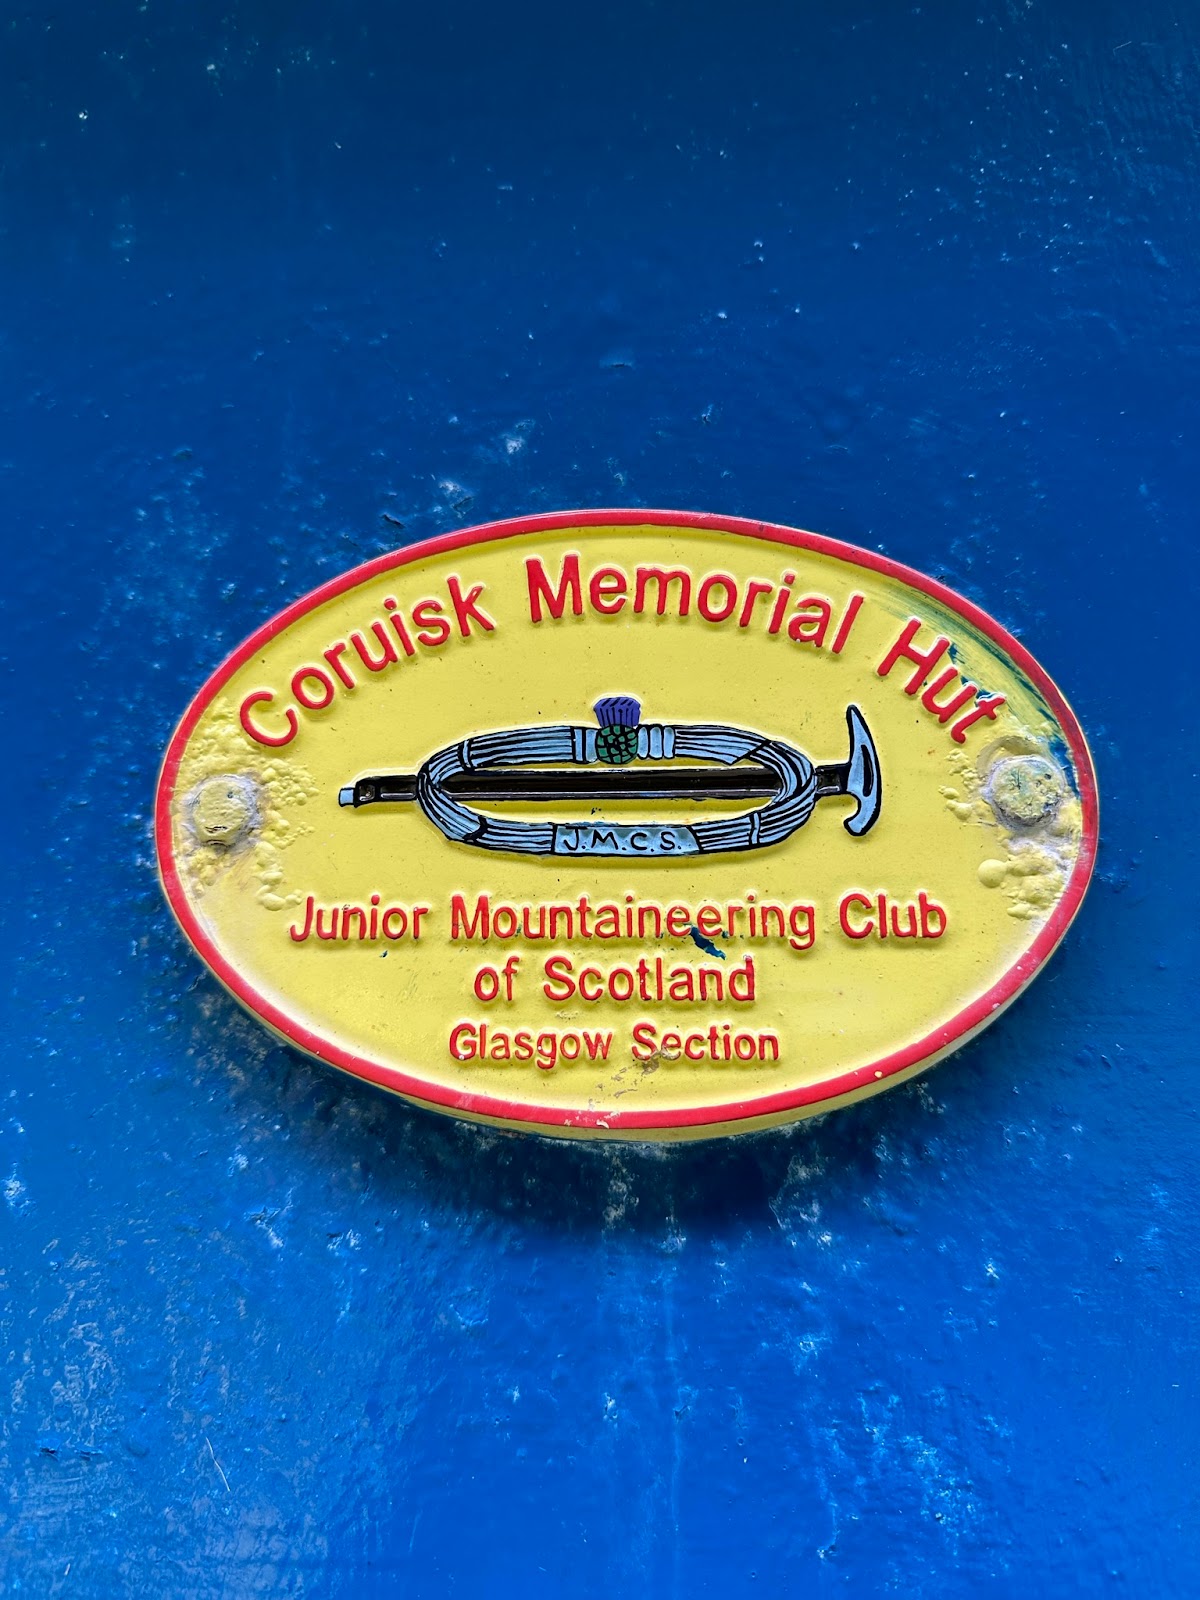 Coruisk Memorial Hut
J.M.C.S.
Junior Mountaineering Club
of Scotland
Glasgow Section